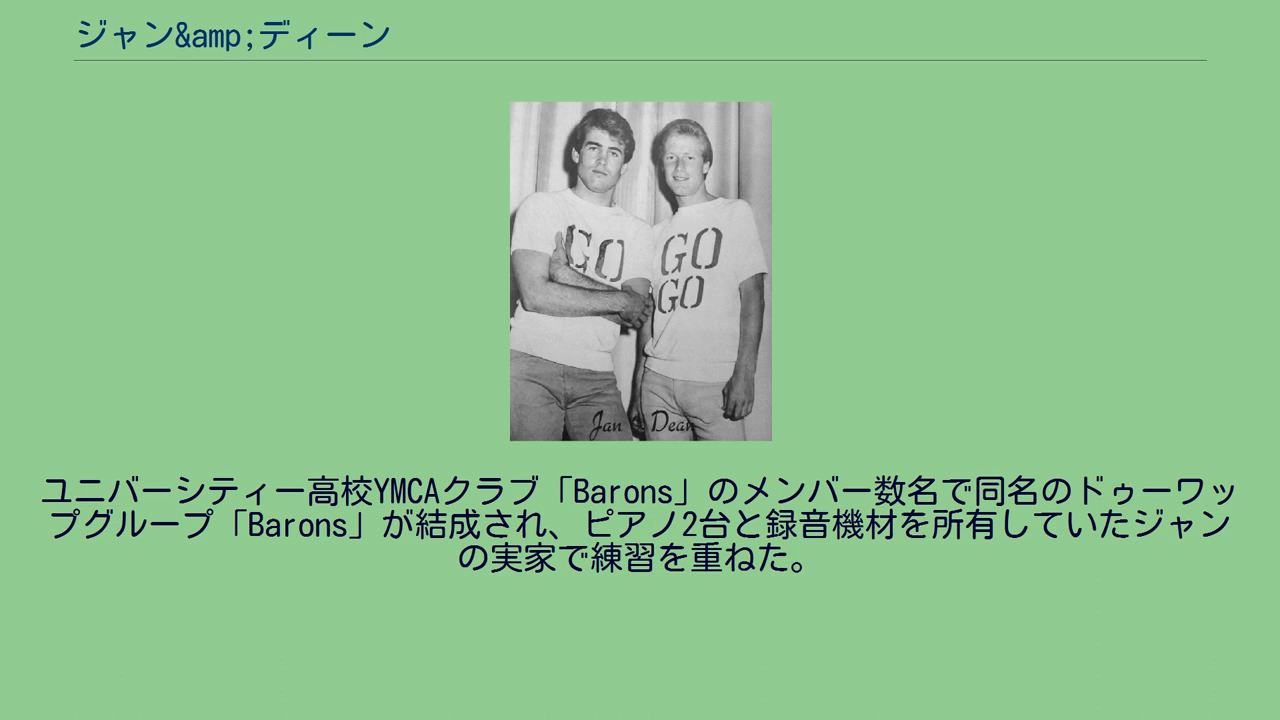 ジャン&amp;ディーン
GO
GO
GO
Jan & Dean
ユニバーシティー高校YMCAクラブ「Barons」のメンバー数名で同名のドゥーワッ
プグループ「Barons」が結成され、ピアノ2台と録音機材を所有していたジャン
の実家で練習を重ねた。